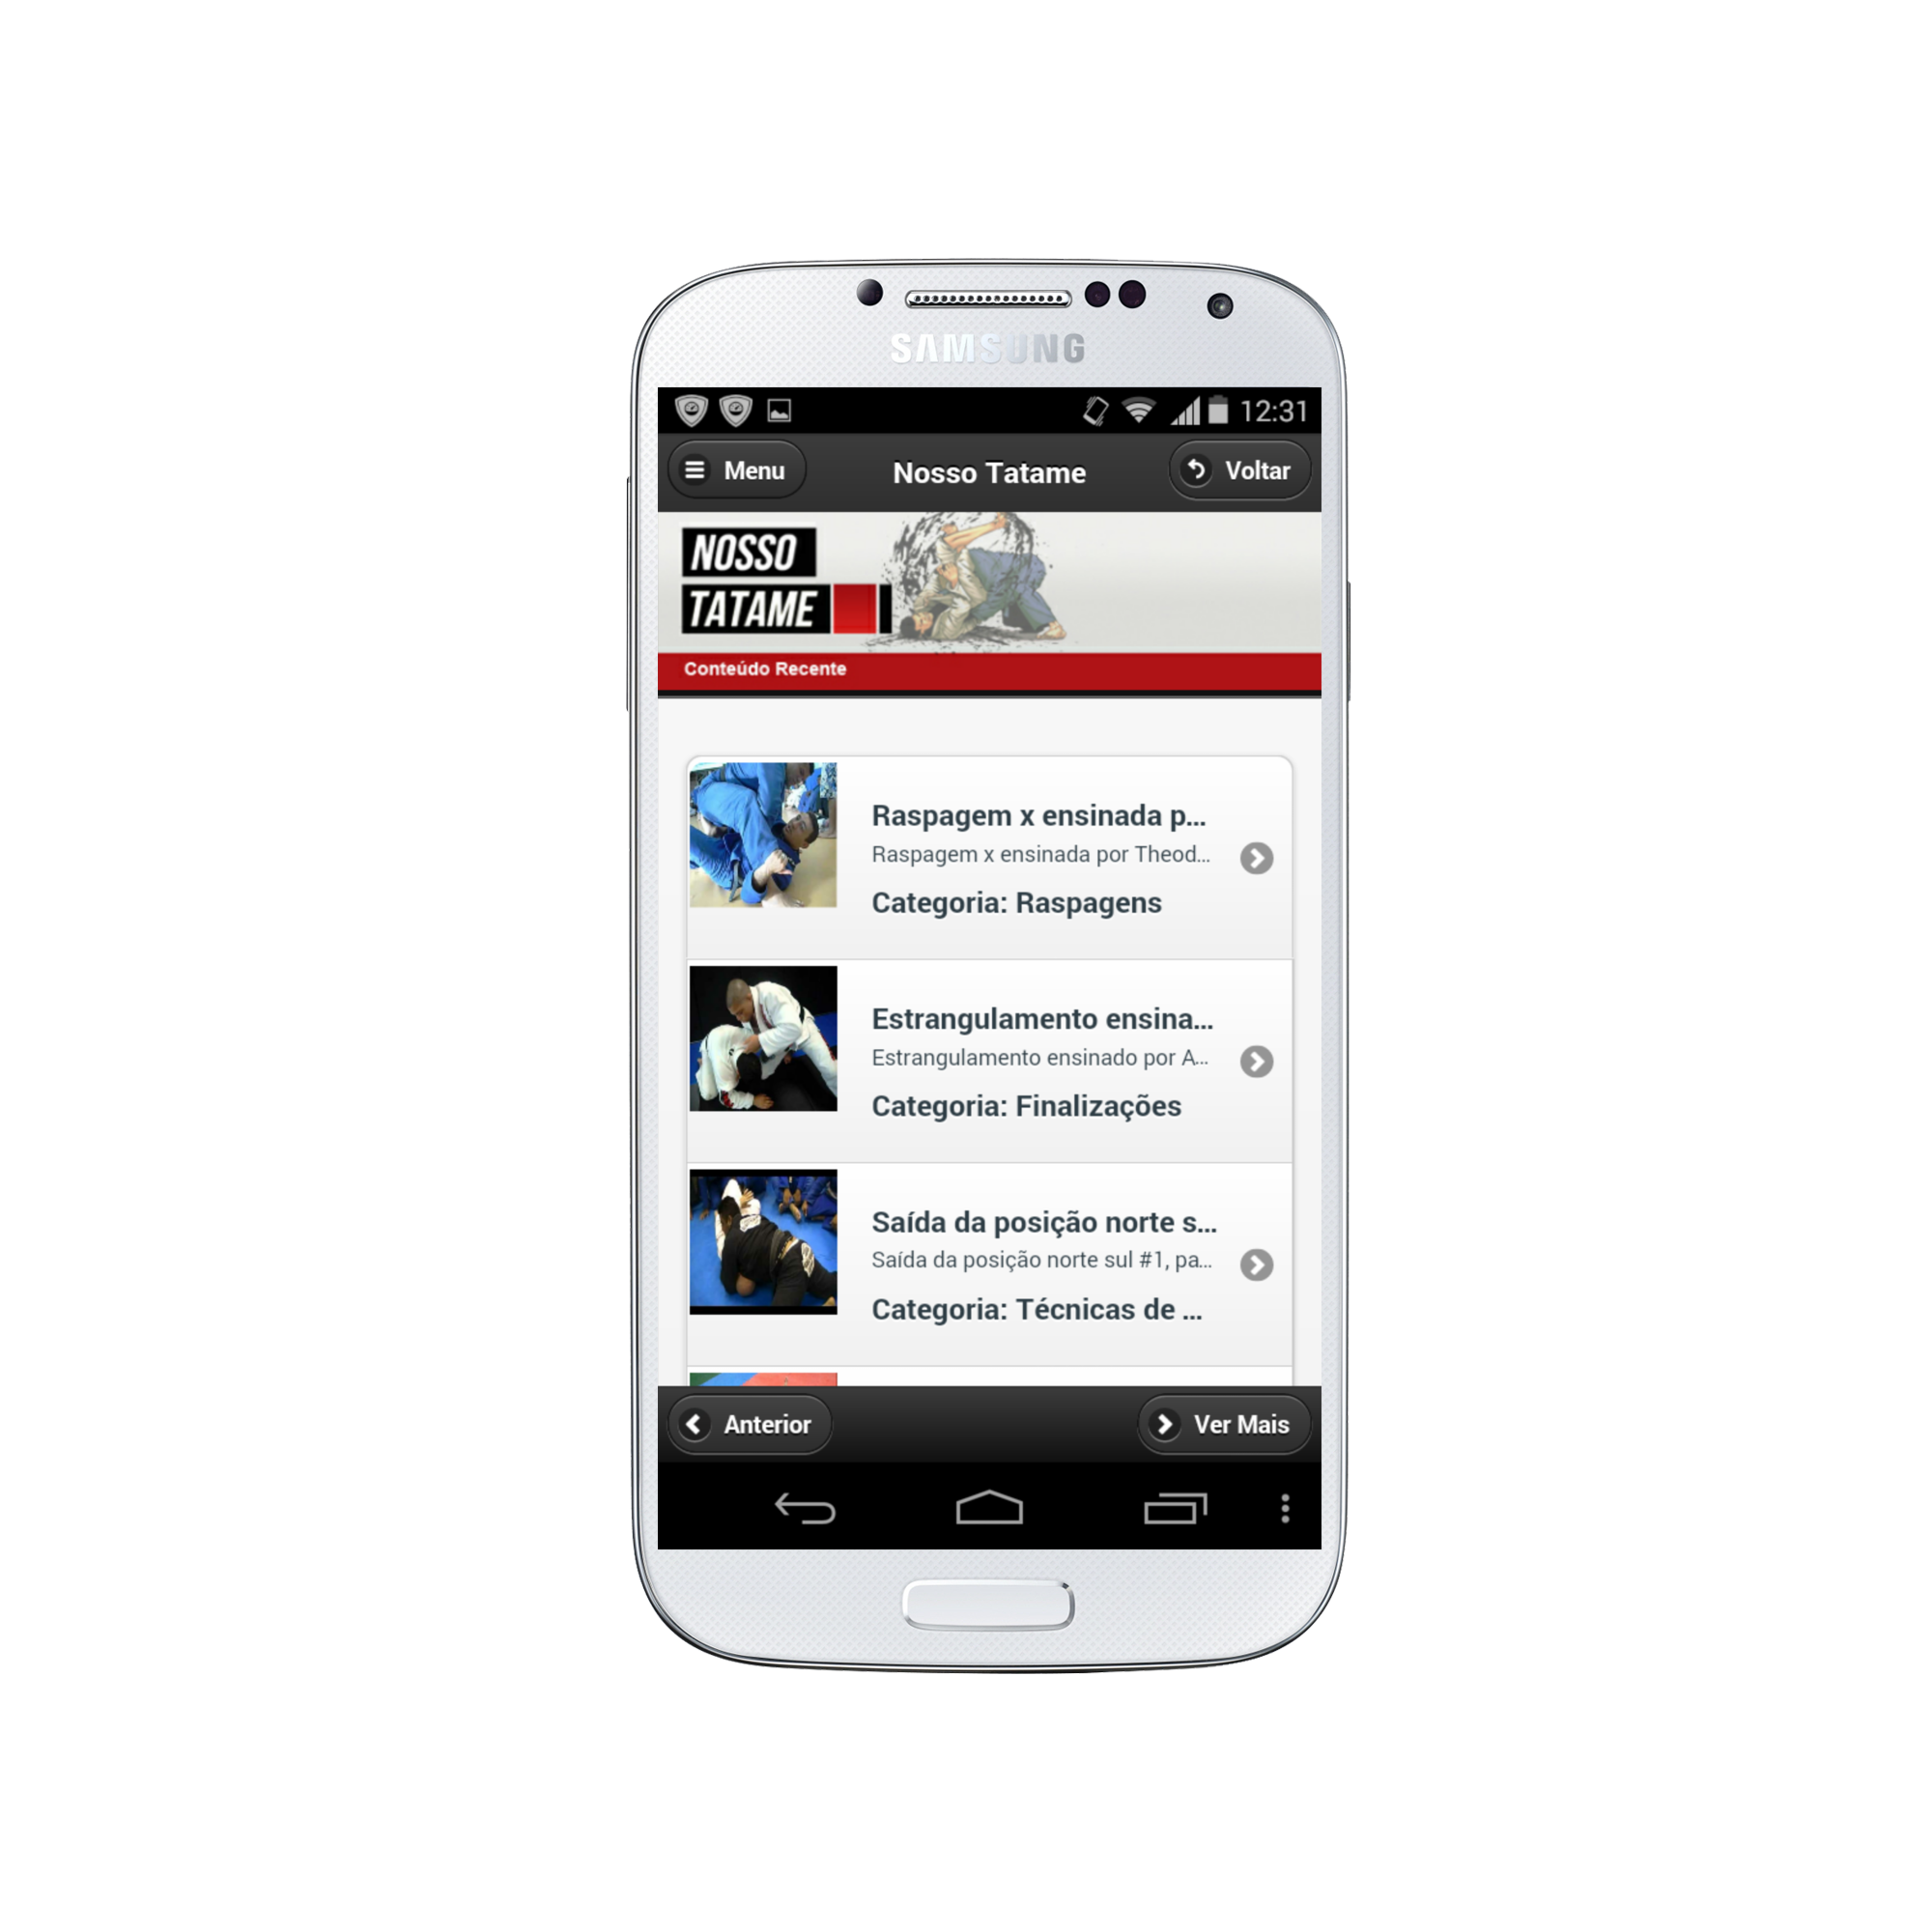 SAMSUNG
12:31
Menu
Nosso Tatame
Voltar
NOSSO
TATAME
Conteúdo Recente
Raspagem x ensinada p...
Raspagem x ensinada por Theod...
Categoria: Raspagens
Estrangulamento ensina...
Estrangulamento ensinado por A...
Categoria: Finalizações
Saída da posição norte s...
Saída da posição norte sul #1, pa...
Categoria: Técnicas de ...
Anterior
Ver Mais